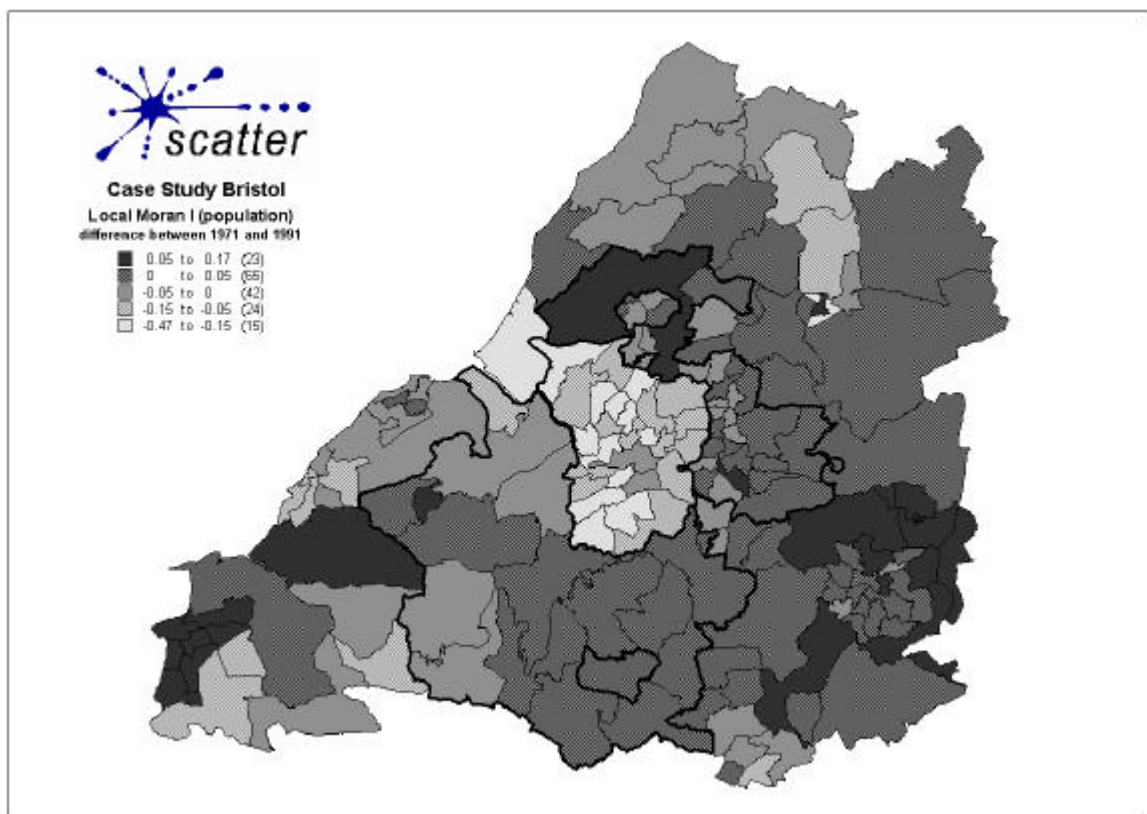 scatter
Case Study Bristol
Local Moran I (population)
difference between 1971 and 1991
0.05 to 0.17 (23)
0 to 0.05 (65)
-0.05 to 0 (42)
-0.15 to -0.05 (24)
-0.47 to -0.15 (15)